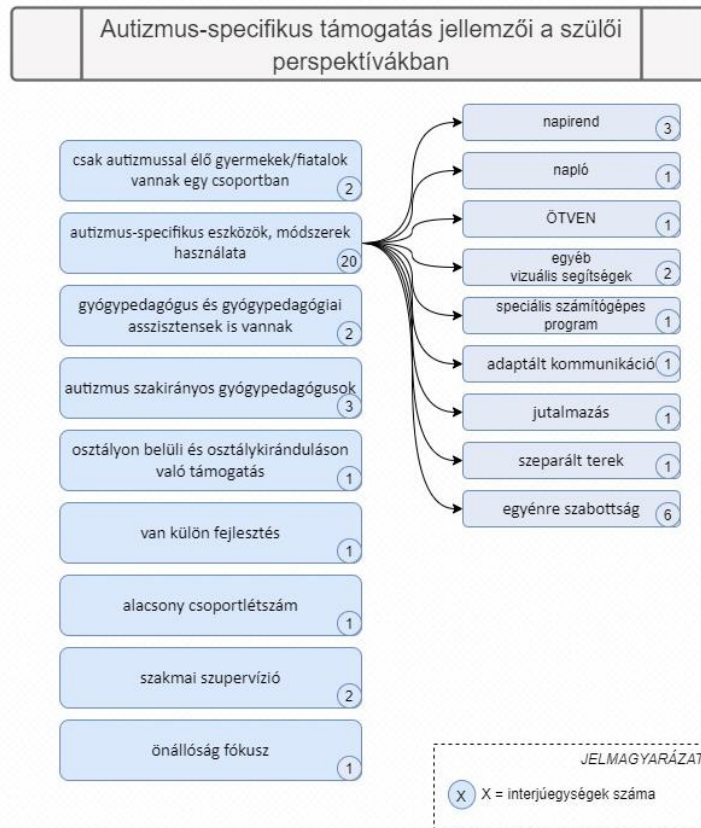 Autizmus-specifikus támogatás jellemzői a szülői
perspektívákban
csak autizmussal élő gyermekek/fiatalok
vannak egy csoportban
2
autizmus-specifikus eszközök, módszerek
használata
20
gyógypedagógus és gyógypedagógiai
asszisztensek is vannak
2
autizmus szakirányos gyógypedagógusok
3
osztályon belüli és osztálykiránduláson
való támogatás
1
van külön fejlesztés
1
alacsony csoportlétszám
1
szakmai szupervízió
2
önállóság fókusz
1
napirend
3
napló
1
ÖTVEN
1
egyéb
vizuális segítségek
2
speciális számítógépes
program
1
adaptált kommunikáció
1
jutalmazás
1
szeparált terek
1
egyénre szabottság
6
JELMAGYARÁZAT
X X = interjúegységek száma